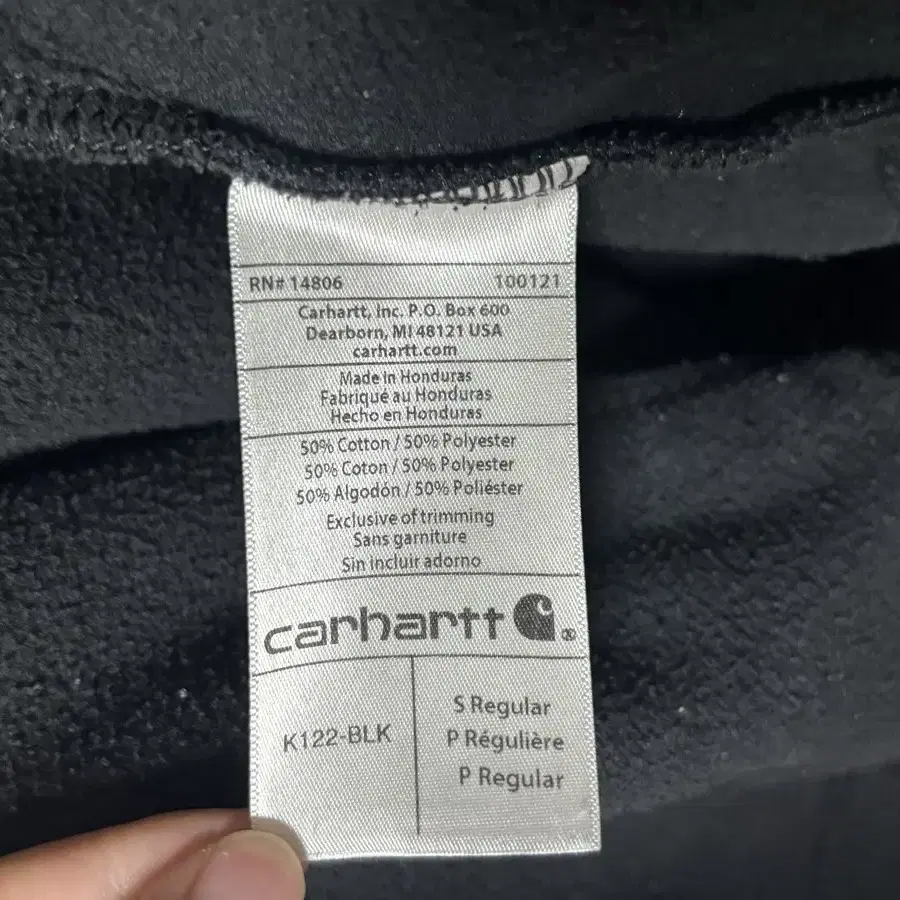 RN# 14806 100121
Carhartt, Inc. P.O. Box 600
Dearborn, MI 48121 USA
carhartt.com
Made in Honduras
Fabriqué au Honduras
Hecho en Honduras
50% Cotton / 50% Polyester
50% Coton / 50% Polyester
50% Algodón / 50% Poliéster
Exclusive of trimming
Sans garniture
Sin incluir adorno
carhartt ®
K122-BLK
S Regular
P Régulière
P Regular